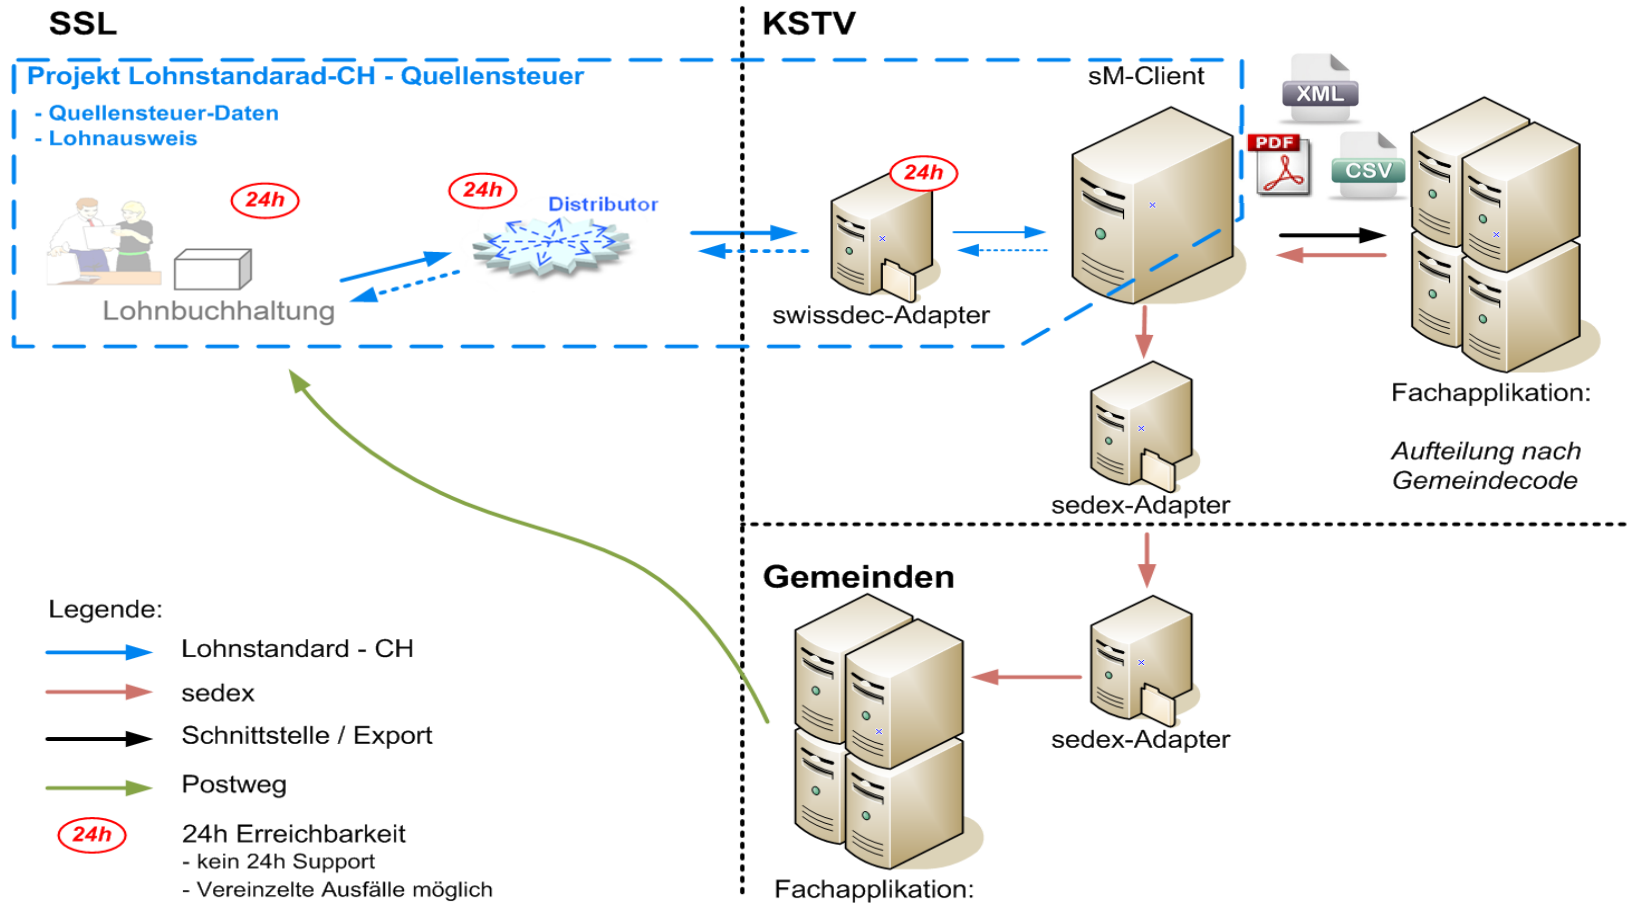 SSL
KSTV
Projekt Lohnstandarad-CH - Quellensteuer
- Quellensteuer-Daten
- Lohnausweis
sM-Client
XML
PDF
CSV
24h
24h
24h
Distributor
Lohnbuchhaltung
swissdec-Adapter
Fachapplikation:
Aufteilung nach
Gemeindecode
sedex-Adapter
Gemeinden
sedex-Adapter
Fachapplikation:
Legende:
Lohnstandard - CH
sedex
Schnittstelle / Export
Postweg
24h
24h Erreichbarkeit
- kein 24h Support
- Vereinzelte Ausfälle möglich